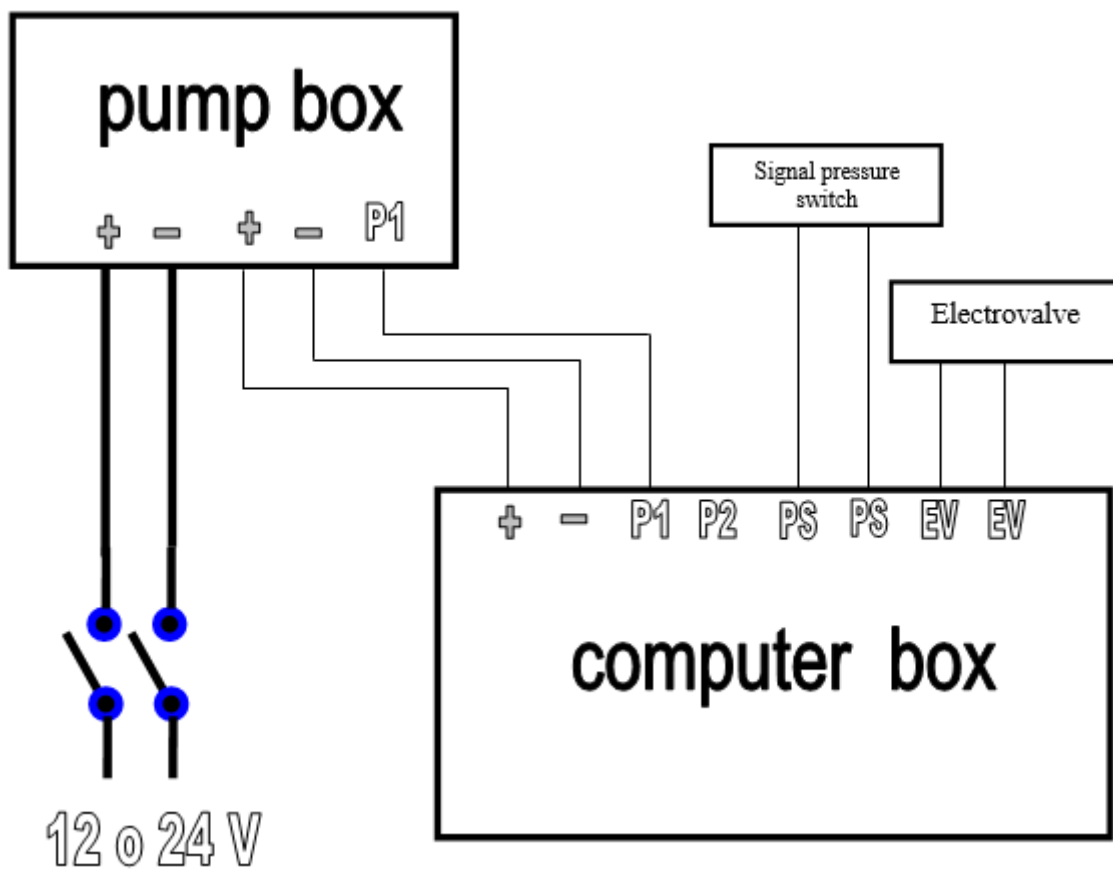 pump box
+ − + − P1
Signal pressure
switch
Electrovalve
+ − P1 P2 PS PS EV EV
computer box
12 o 24 V